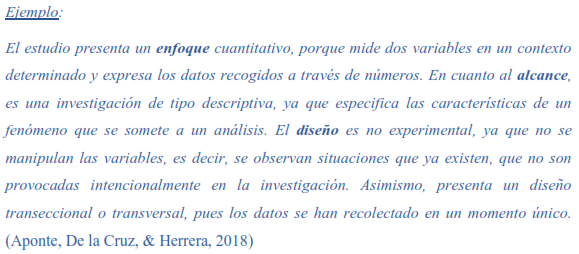 Ejemplo:
El estudio presenta un enfoque cuantitativo, porque mide dos variables en un contexto
determinado y expresa los datos recogidos a través de números. En cuanto al alcance,
es una investigación de tipo descriptiva, ya que especifica las características de un
fenómeno que se somete a un análisis. El diseño es no experimental, ya que no se
manipulan las variables, es decir, se observan situaciones que ya existen, que no son
provocadas intencionalmente en la investigación. Asimismo, presenta un diseño
transeccional o transversal, pues los datos se han recolectado en un momento único.
(Aponte, De la Cruz, & Herrera, 2018)